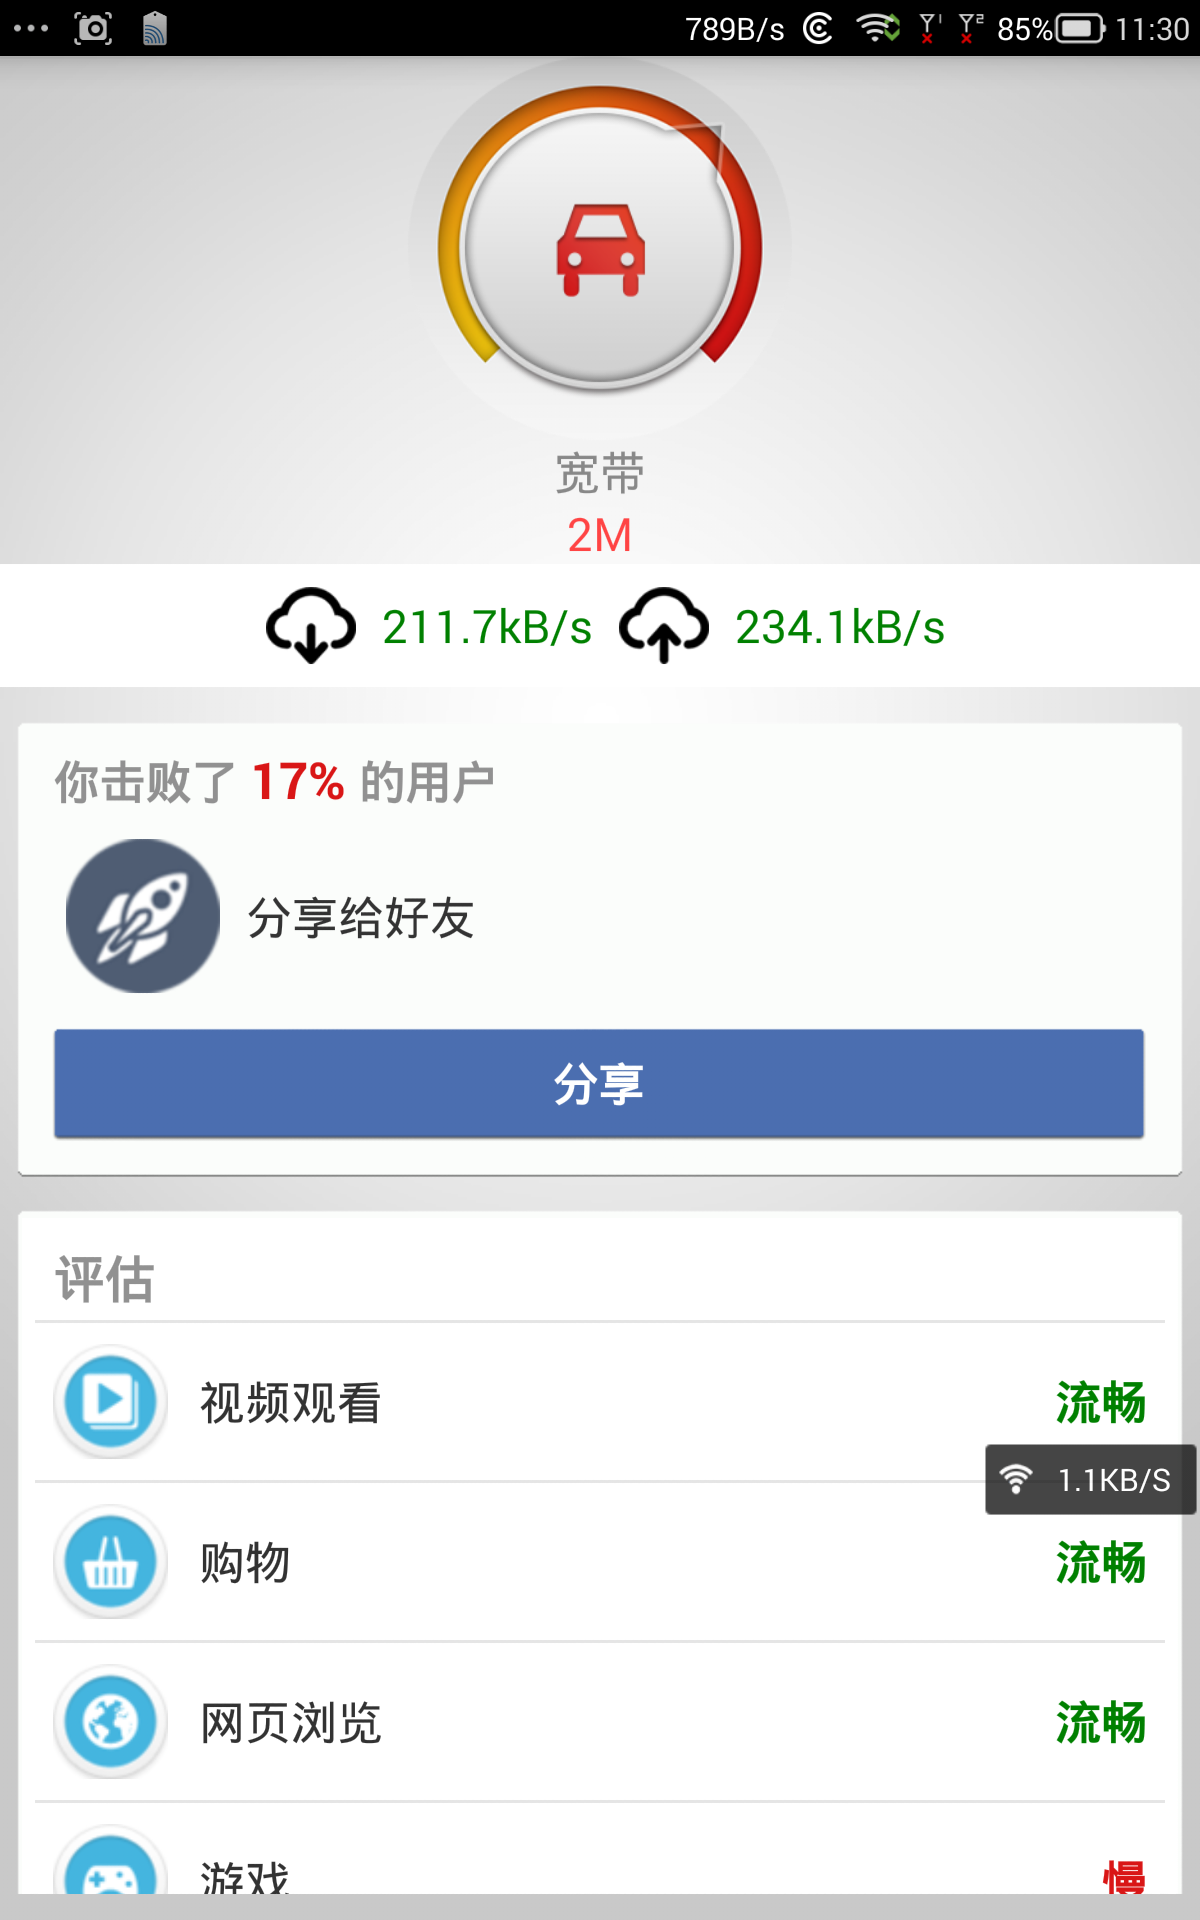 789B/s 85% 11:30
宽带
2M
211.7kB/s 234.1kB/s
你击败了 17% 的用户
分享给好友
分享
评估
视频观看 流畅
1.1KB/S
购物 流畅
网页浏览 流畅
游戏 慢